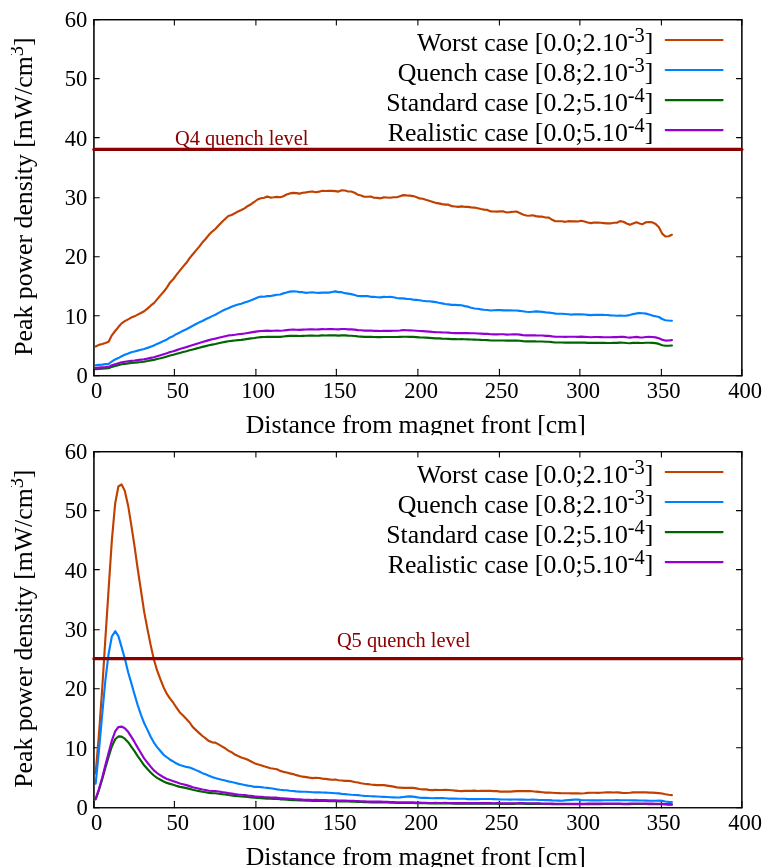 60
50
40
30
20
10
0
Peak power density [mW/cm³]
Worst case [0.0;2.10⁻³]
Quench case [0.8;2.10⁻³]
Standard case [0.2;5.10⁻⁴]
Realistic case [0.0;5.10⁻⁴]
Q4 quench level
0 50 100 150 200 250 300 350 400
Distance from magnet front [cm]
60
50
40
30
20
10
0
Peak power density [mW/cm³]
Worst case [0.0;2.10⁻³]
Quench case [0.8;2.10⁻³]
Standard case [0.2;5.10⁻⁴]
Realistic case [0.0;5.10⁻⁴]
Q5 quench level
0 50 100 150 200 250 300 350 400
Distance from magnet front [cm]